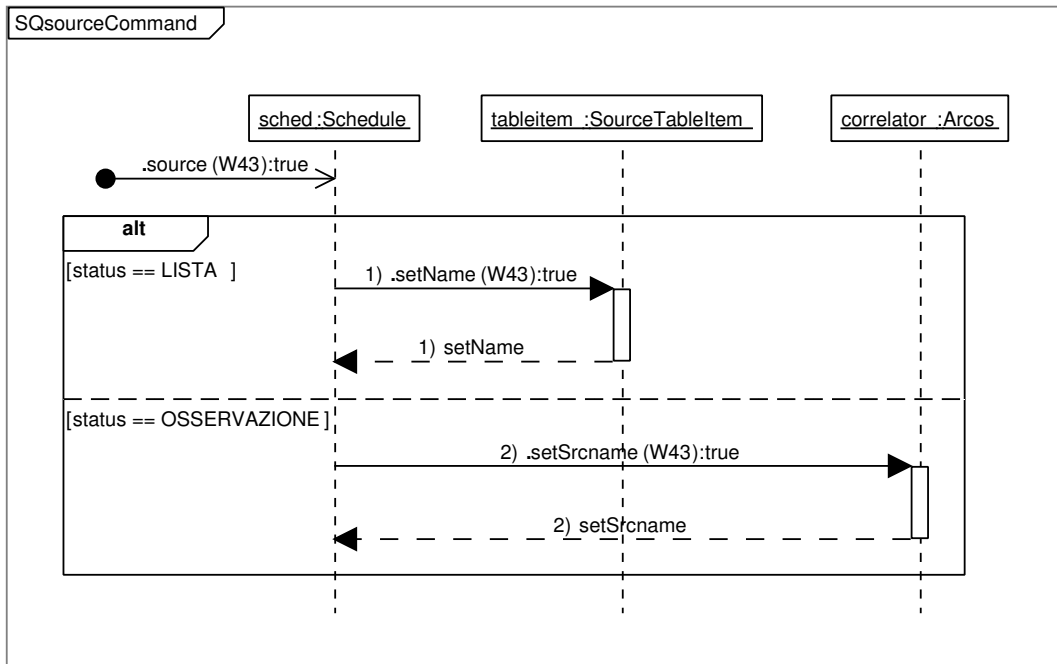 SQsourceCommand
sched :Schedule
tableitem :SourceTableItem
correlator :Arcos
.source (W43):true
alt
[status == LISTA ]
1) .setName (W43):true
1) setName
[status == OSSERVAZIONE ]
2) .setSrcname (W43):true
2) setSrcname